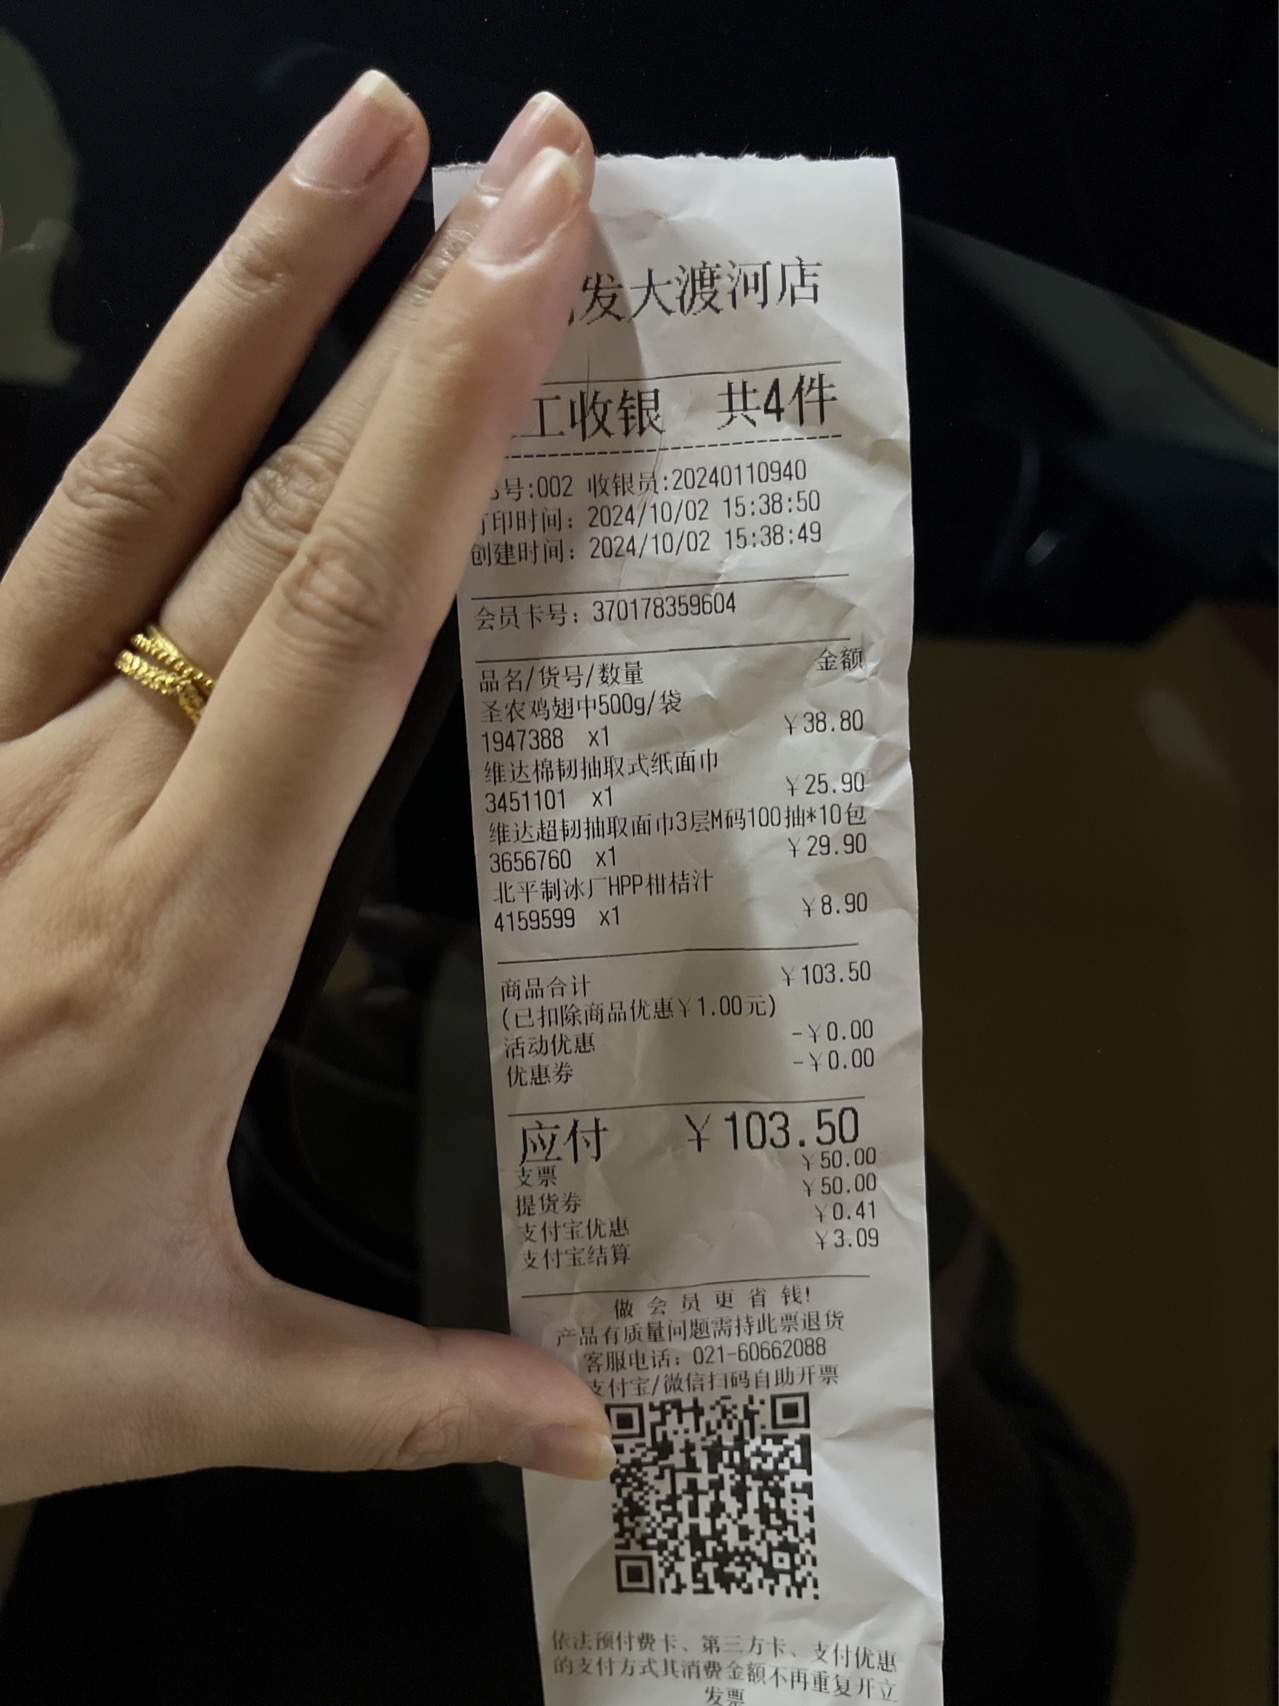 发大渡河店
工收银 共4件
号:002 收银员:20240110940
印时间：2024/10/02 15:38:50
创建时间：2024/10/02 15:38:49
会员卡号：370178359604
品名/货号/数量 金额
圣农鸡翅中500g/袋
1947388 x1 ￥38.80
维达棉韧抽取式纸面巾
3451101 x1 ￥25.90
维达超韧抽取面巾3层M码100抽*10包
3656760 x1 ￥29.90
北平制冰厂HPP柑桔汁
4159599 x1 ￥8.90
商品合计 ￥103.50
(已扣除商品优惠￥1.00元)
活动优惠 -￥0.00
优惠券 -￥0.00
应付 ￥103.50
支票 ￥50.00
提货券 ￥50.00
支付宝优惠 ￥0.41
支付宝结算 ￥3.09
做会员更省钱!
产品有质量问题需持此票退货
客服电话：021-60662088
支付宝/微信扫码自助开票
依法预付费卡、第三方卡、支付优惠
的支付方式其消费金额不再重复开立
发票